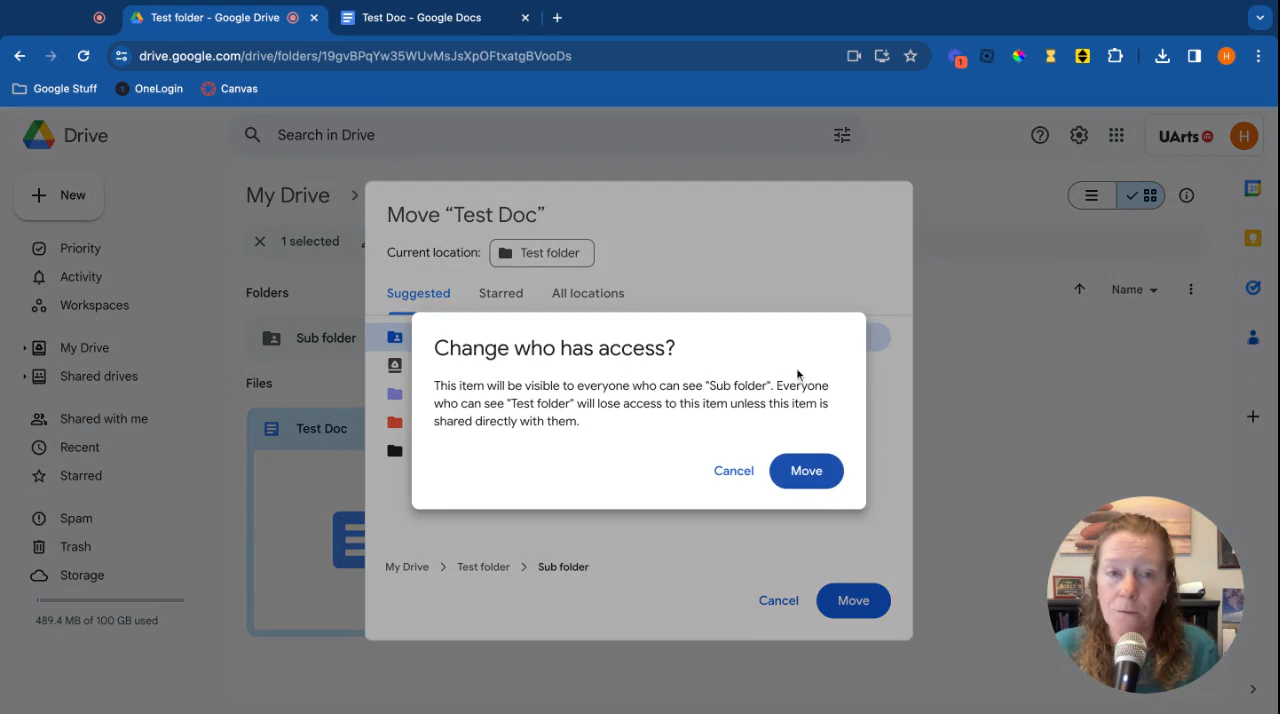 Test folder - Google Drive
Test Doc - Google Docs
drive.google.com/drive/folders/19gvBPqYw35WUvMsJsXpOFtxatgBVooDs
1
H
Google Stuff
OneLogin
Canvas
Drive
Search in Drive
UArts
H
New
My Drive
1 selected
Priority
Activity
Workspaces
My Drive
Shared drives
Shared with me
Recent
Starred
Spam
Trash
Storage
489.4 MB of 100 GB used
Folders
Sub folder
Files
Test Doc
Name
Move “Test Doc”
Current location:
Test folder
Suggested
Starred
All locations
Change who has access?
This item will be visible to everyone who can see "Sub folder". Everyone
who can see "Test folder" will lose access to this item unless this item is
shared directly with them.
Cancel
Move
My Drive
Test folder
Sub folder
Cancel
Move